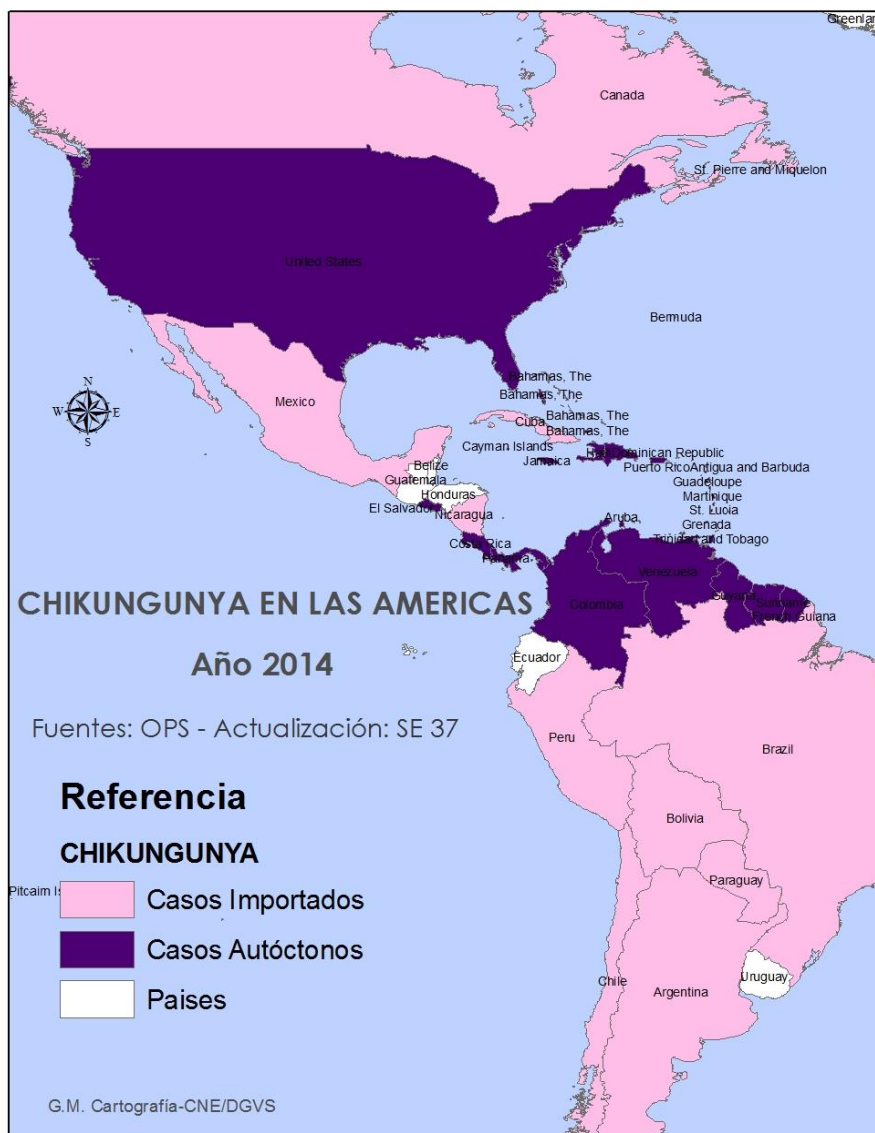 Greenlan
Canada
St. Pierre and Miquelon
United States
Bermuda
Bahamas, The
Bahamas, The
Mexico
Bahamas, The
Cuba
Bahamas, The
Cayman Islands
Dominican Republic
Jamaica
Belize
Puerto Rico
Antigua and Barbuda
Guatemala
Guadeloupe
Honduras
Martinique
El Salvador
St. Lucia
Nicaragua
Aruba
Grenada
Trinidad and Tobago
Costa Rica
Panama
Venezuela
Guyana
Suriname
Colombia
French Guiana
CHIKUNGUNYA EN LAS AMERICAS
Año 2014
Ecuador
Fuentes: OPS - Actualización: SE 37
Peru
Brazil
Referencia
Bolivia
CHIKUNGUNYA
Paraguay
Pitcairn Is
Casos Importados
Casos Autóctonos
Chile
Argentina
Uruguay
Paises
G.M. Cartografía-CNE/DGVS
N
W
E
S